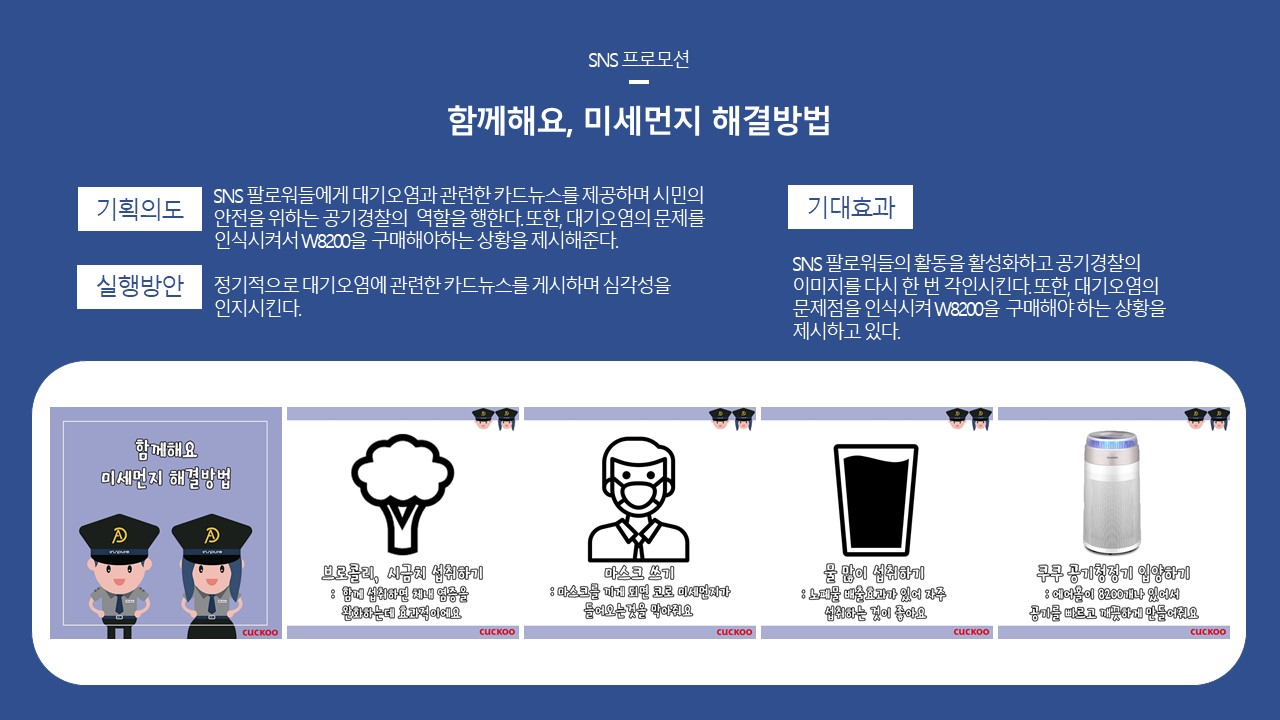 SNS 프로모션
함께해요, 미세먼지 해결방법
기획의도
SNS 팔로워들에게 대기오염과 관련한 카드뉴스를 제공하며 시민의
안전을 위하는 공기경찰의 역할을 행한다. 또한, 대기오염의 문제를
인식시켜서 W8200을 구매해야하는 상황을 제시해준다.
실행방안
정기적으로 대기오염에 관련한 카드뉴스를 게시하며 심각성을
인지시킨다.
기대효과
SNS 팔로워들의 활동을 활성화하고 공기경찰의
이미지를 다시 한 번 각인시킨다. 또한, 대기오염의
문제점을 인식시켜 W8200을 구매해야 하는 상황을
제시하고 있다.
함께해요
미세먼지 해결방법
inspure
inspure
CUCKOO
브로콜리, 시금치 섭취하기
: 함께 섭취하면 체내 염증을
완화하는데 효과적이에요
CUCKOO
마스크 쓰기
: 마스크를 끼게 되면 코로 미세먼지가
들어오는것을 막아줘요
CUCKOO
물 많이 섭취하기
: 노폐물 배출효과가 있어 자주
섭취하는 것이 좋아요
CUCKOO
쿠쿠 공기청정기 입양하기
: 에어홀이 8200개나 있어서
공기를 빠르고 깨끗하게 만들어줘요
CUCKOO